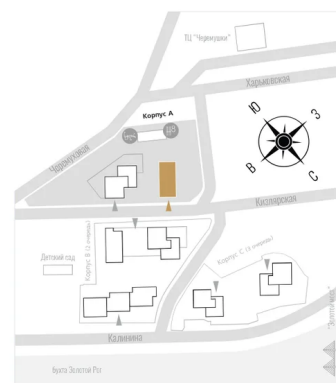 ТЦ "Черемушки"
Харьковская
Корпус А
Черемуховая
Ю
З
В
С
Кизлярская
Детский сад
Корпус В (2 очередь)
Корпус С (3 очередь)
Калинина
бухта Золотой Рог